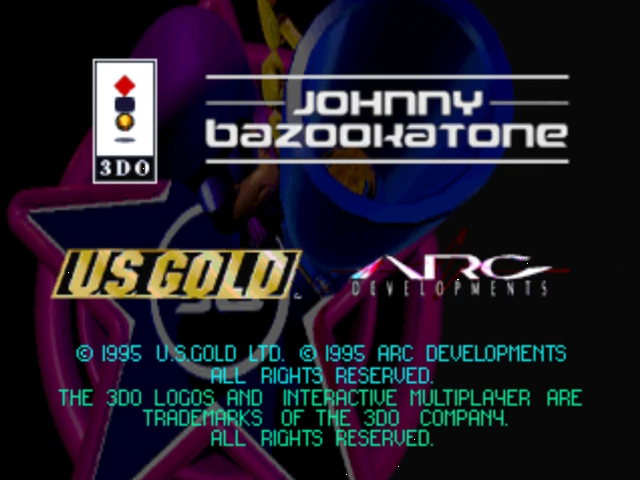 JOHNNY
BAZOOKATONE
3DO
U.S. GOLD
ARC
DEVELOPMENTS
© 1995 U.S.GOLD LTD. © 1995 ARC DEVELOPMENTS
ALL RIGHTS RESERVED.
THE 3DO LOGOS AND INTERACTIVE MULTIPLAYER ARE
TRADEMARKS OF THE 3DO COMPANY.
ALL RIGHTS RESERVED.